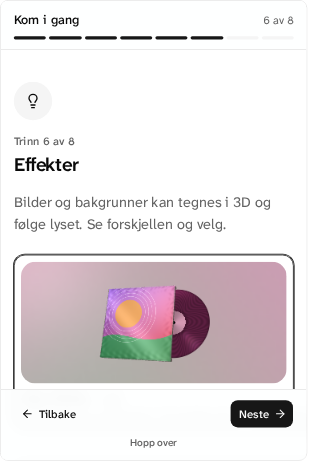 Kom i gang
6 av 8
Trinn 6 av 8
Effekter
Bilder og bakgrunner kan tegnes i 3D og
følge lyset. Se forskjellen og velg.
Tilbake
Neste
Hopp over